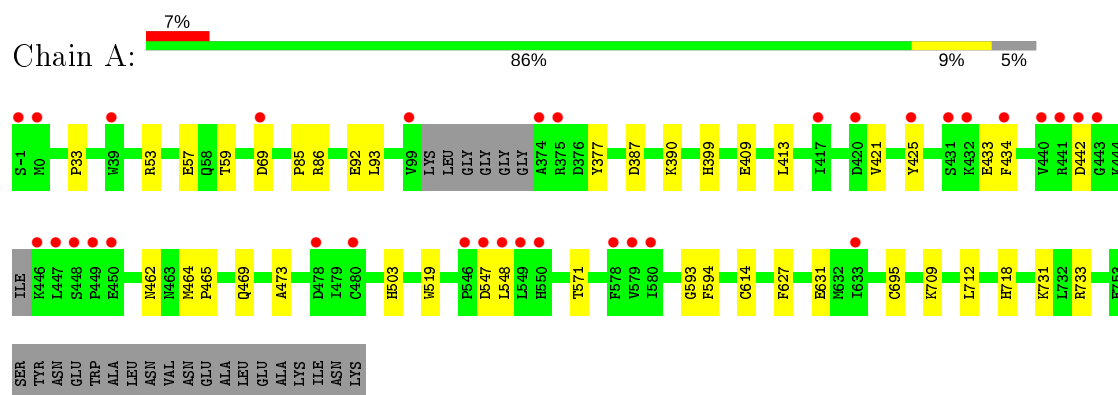 7%
Chain A:
86% 9% 5%
S-1 M0 P33 W39 R53 E57 Q58 T59 D69 P85 R86 E92 L93 V99 LYS LEU GLY GLY GLY GLY A374 R375 D376 Y377 D387 K390 H399 E409 L413 I417 D420 V421 Y425 S431 K432 E433 F434 V440 R441 D442 G443 K444
ILE K446 L447 S448 P449 E450 N462 N463 M464 P465 Q469 A473 D478 I479 C480 H503 W519 P546 D547 L548 L549 H550 T571 F578 V579 I580 G593 F594 C614 F627 E631 M632 I633 C695 K709 L712 H718 K731 L732 R733
SER TYR ASN GLU TRP ALA LEU ASN VAL ASN GLU ALA LEU GLU ALA LYS ILE ASN LYS